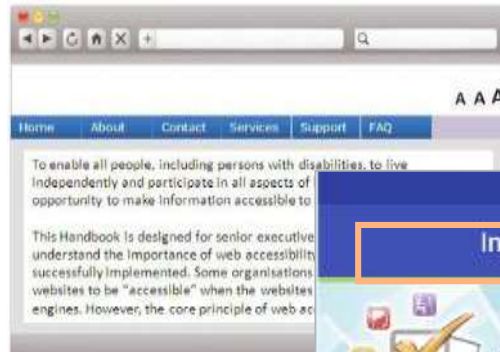 A A A
Home About Contact Services Support FAQ
To enable all people, including persons with disabilities, to live
independently and participate in all aspects of
opportunity to make information accessible to
This Handbook is designed for senior executive
understand the importance of web accessibility
successfully implemented. Some organisations
websites to be "accessible" when the websites
engines. However, the core principle of web